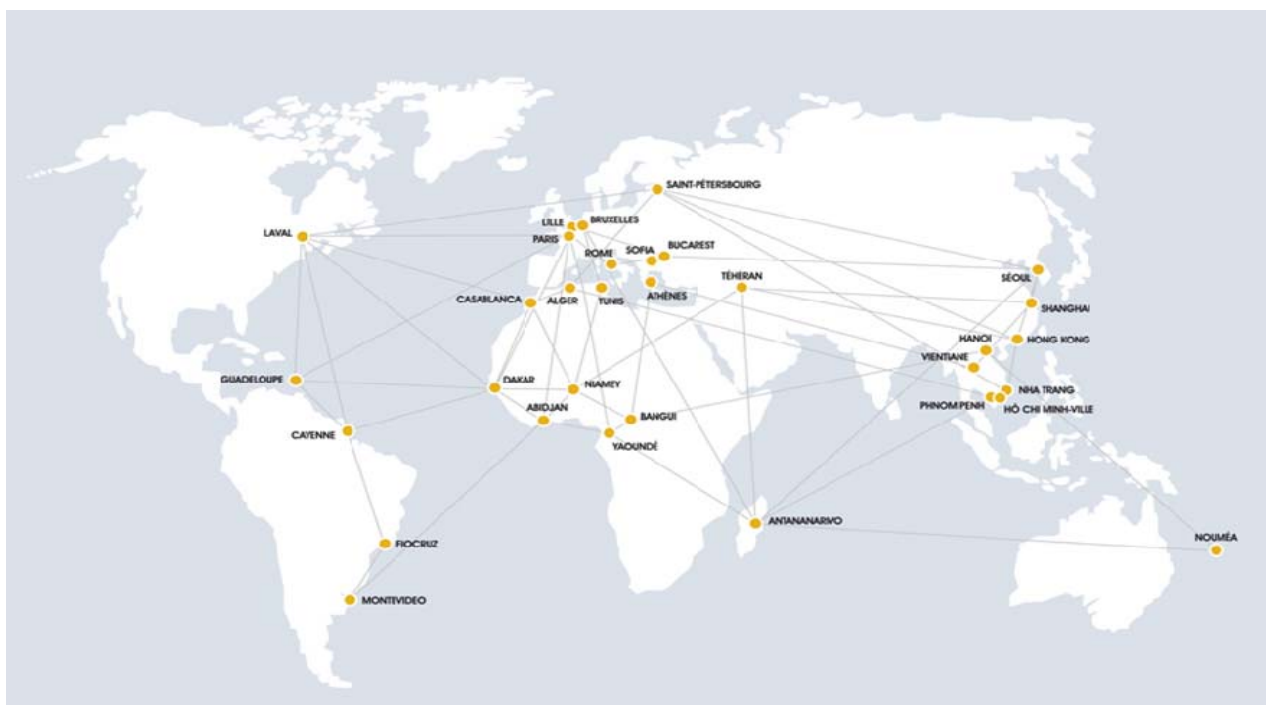 SAINT-PÉTERSBOURG
LILLE
BRUXELLES
LAVAL
PARIS
ROME
SOFIA
BUCAREST
SÉOUL
TÉHÉRAN
CASABLANCA
ALGER
TUNIS
ATHÈNES
SHANGHAI
HANOI
HONG KONG
VIENTIANE
GUADELOUPE
DAKAR
NIAMEY
NHA TRANG
ABIDJAN
BANGUI
PHNOM PENH
HÔ CHI MINH-VILLE
CAYENNE
YAOUNDÉ
ANTANANARIVO
NOUMÉA
FIOCRUZ
MONTEVIDEO